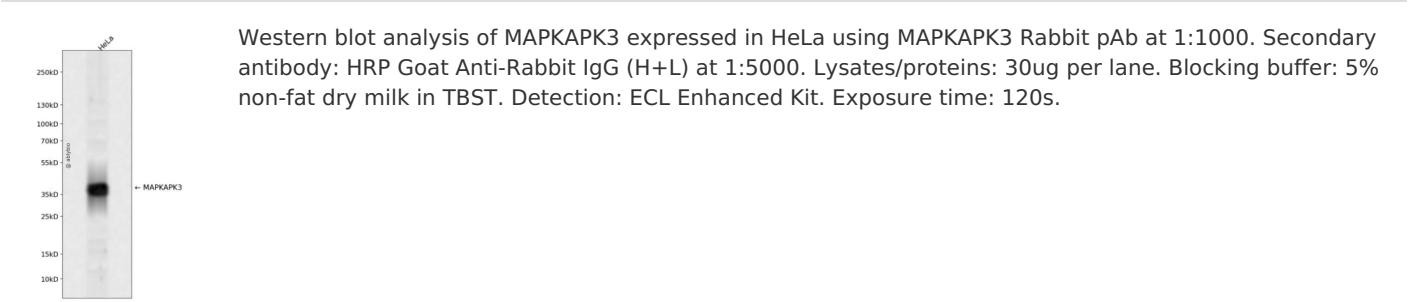 HeLa
250kD
130kD
100kD
70kD
55kD
35kD
25kD
15kD
10kD
← MAPKAPK3
Western blot analysis of MAPKAPK3 expressed in HeLa using MAPKAPK3 Rabbit pAb at 1:1000. Secondary
antibody: HRP Goat Anti-Rabbit IgG (H+L) at 1:5000. Lysates/proteins: 30ug per lane. Blocking buffer: 5%
non-fat dry milk in TBST. Detection: ECL Enhanced Kit. Exposure time: 120s.